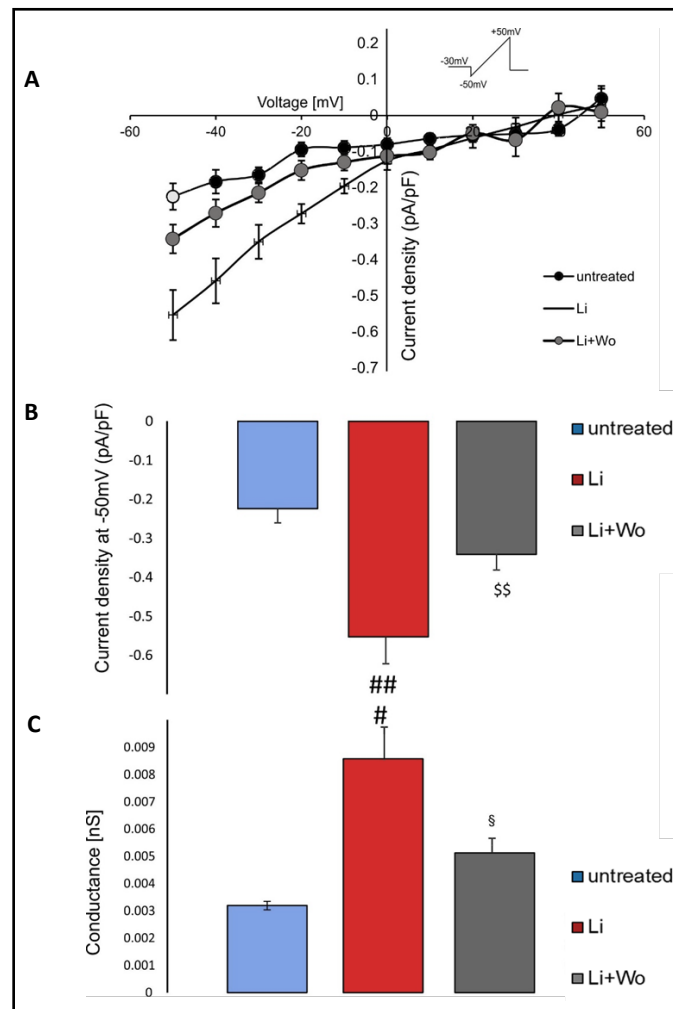 A
0.2
0.1
0
-0.1
-0.2
-0.3
-0.4
-0.5
-0.6
-0.7
Voltage [mV]
-60
-40
-20
0
20
40
60
+50mV
-30mV
-50mV
Current density (pA/pF)
untreated
Li
Li+Wo
B
Current density at -50mV (pA/pF)
0
-0.1
-0.2
-0.3
-0.4
-0.5
-0.6
$$
##
#
untreated
Li
Li+Wo
C
Conductance [nS]
0.009
0.008
0.007
0.006
0.005
0.004
0.003
0.002
0.001
0
§
untreated
Li
Li+Wo